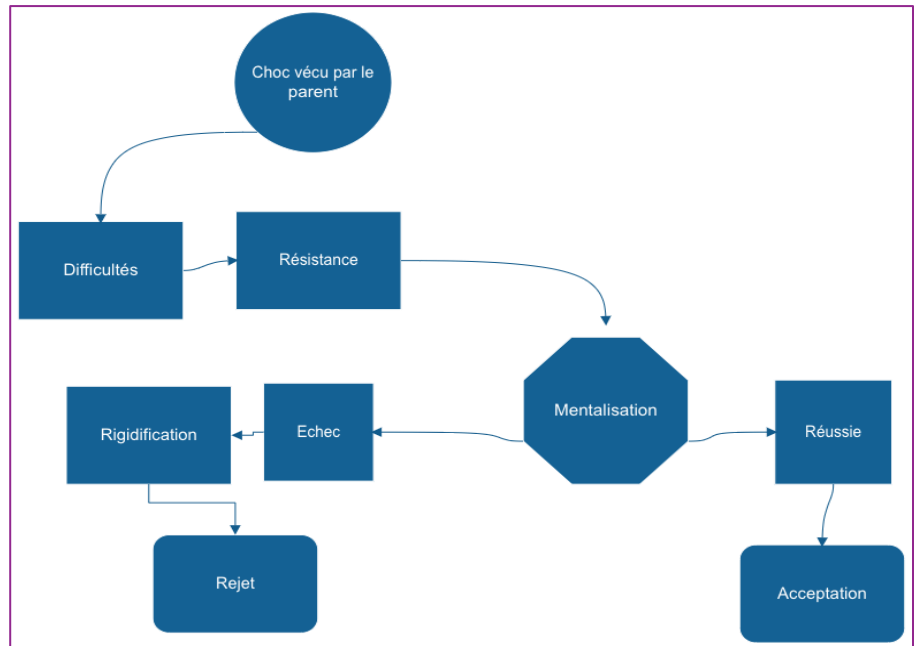 Choc vécu par le
parent
Difficultés
Résistance
Mentalisation
Rigidification
Echec
Réussie
Rejet
Acceptation